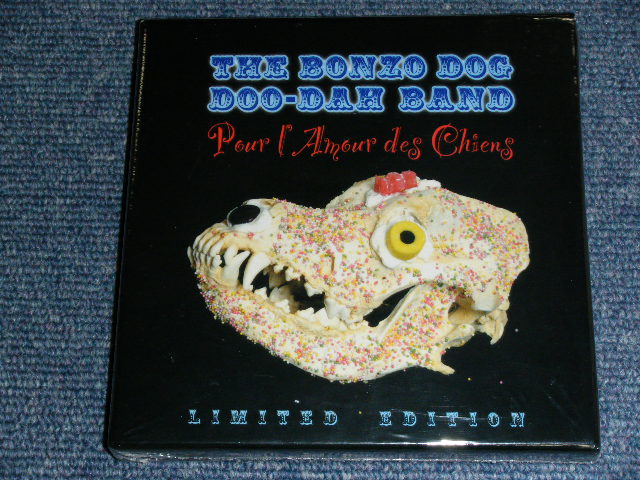 THE BONZO DOG
DOO-DAH BAND
Pour l'Amour des Chiens
LIMITED EDITION